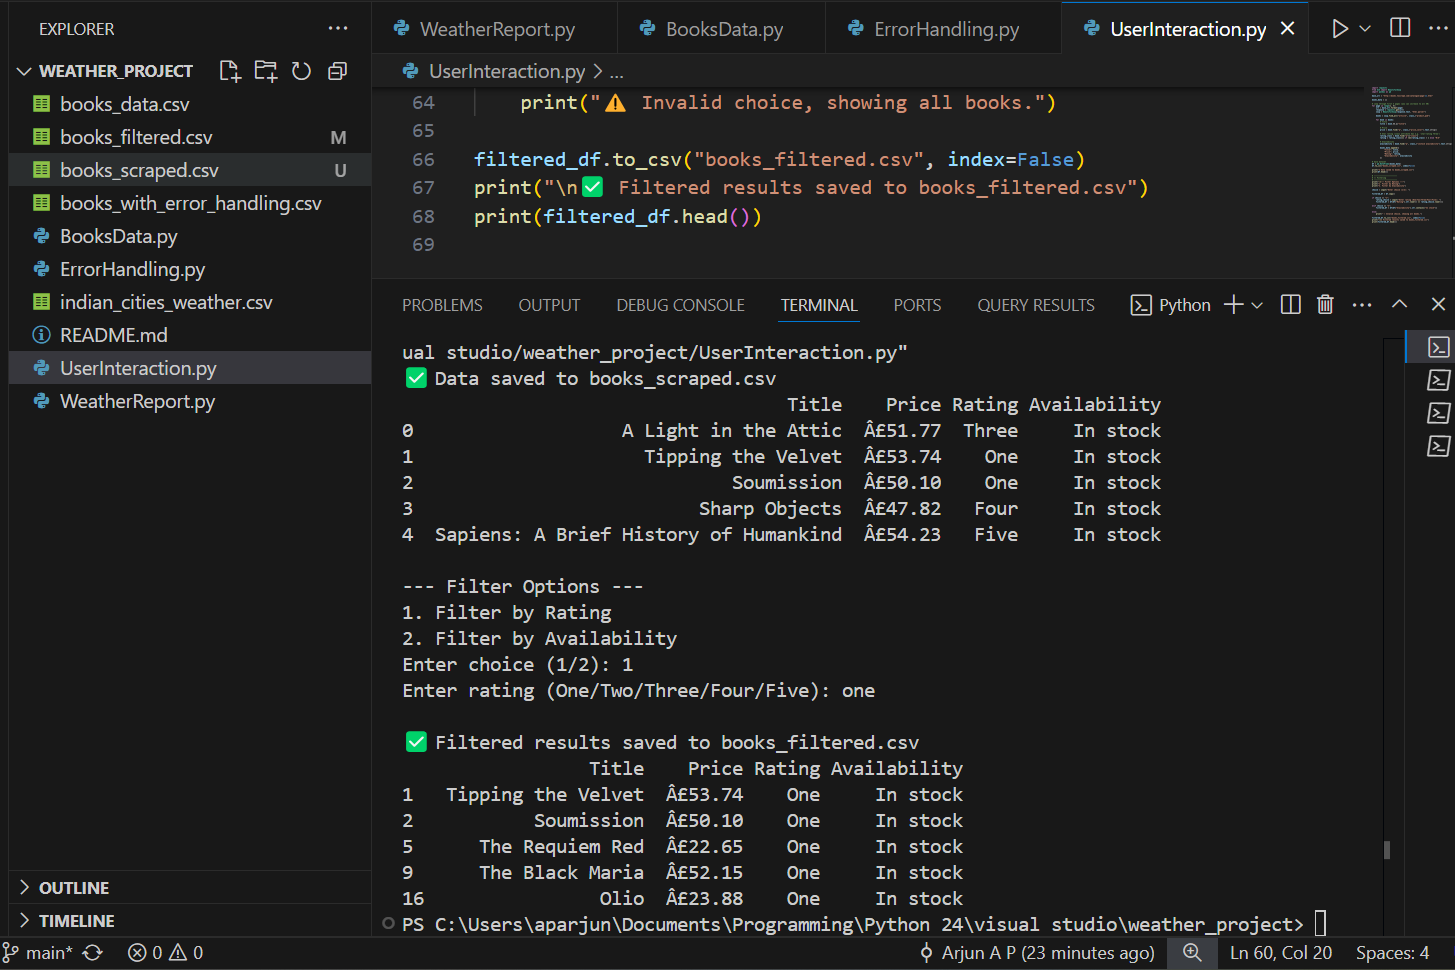 EXPLORER
WEATHER_PROJECT
books_data.csv
books_filtered.csv M
books_scraped.csv U
books_with_error_handling.csv
BooksData.py
ErrorHandling.py
indian_cities_weather.csv
README.md
UserInteraction.py
WeatherReport.py
OUTLINE
TIMELINE
WeatherReport.py BooksData.py ErrorHandling.py UserInteraction.py
UserInteraction.py > ...
64 print("⚠️ Invalid choice, showing all books.")
65
66 filtered_df.to_csv("books_filtered.csv", index=False)
67 print("\n✅ Filtered results saved to books_filtered.csv")
68 print(filtered_df.head())
69
PROBLEMS OUTPUT DEBUG CONSOLE TERMINAL PORTS QUERY RESULTS Python
ual studio/weather_project/UserInteraction.py"
✅ Data saved to books_scraped.csv
Title Price Rating Availability
0 A Light in the Attic Â£51.77 Three In stock
1 Tipping the Velvet Â£53.74 One In stock
2 Soumission Â£50.10 One In stock
3 Sharp Objects Â£47.82 Four In stock
4 Sapiens: A Brief History of Humankind Â£54.23 Five In stock
--- Filter Options ---
1. Filter by Rating
2. Filter by Availability
Enter choice (1/2): 1
Enter rating (One/Two/Three/Four/Five): one
✅ Filtered results saved to books_filtered.csv
Title Price Rating Availability
1 Tipping the Velvet Â£53.74 One In stock
2 Soumission Â£50.10 One In stock
5 The Requiem Red Â£22.65 One In stock
9 The Black Maria Â£52.15 One In stock
16 Olio Â£23.88 One In stock
PS C:\Users\aparjun\Documents\Programming\Python 24\visual studio\weather_project>
main* 0 0 Arjun A P (23 minutes ago) Ln 60, Col 20 Spaces: 4